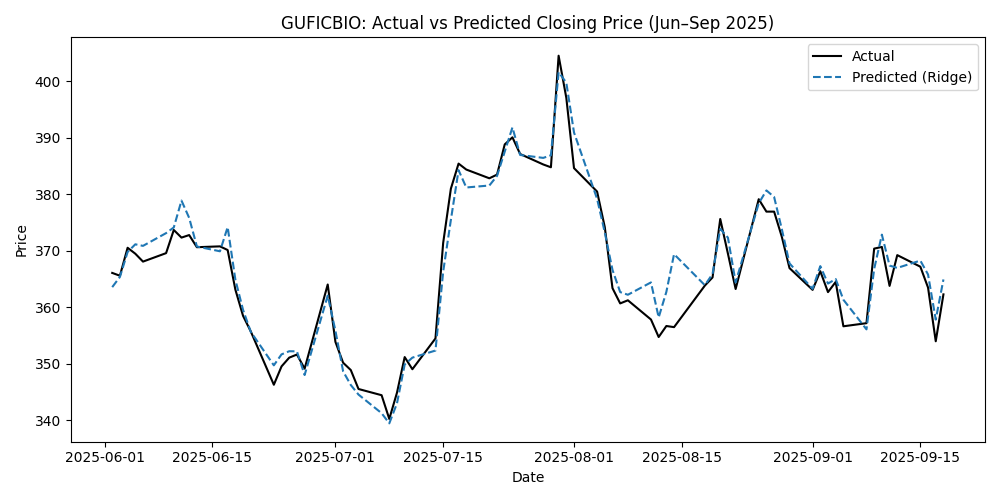 GUFICBIO: Actual vs Predicted Closing Price (Jun–Sep 2025)
Actual
Predicted (Ridge)
Price
400
390
380
370
360
350
340
2025-06-01 2025-06-15 2025-07-01 2025-07-15 2025-08-01 2025-08-15 2025-09-01 2025-09-15
Date